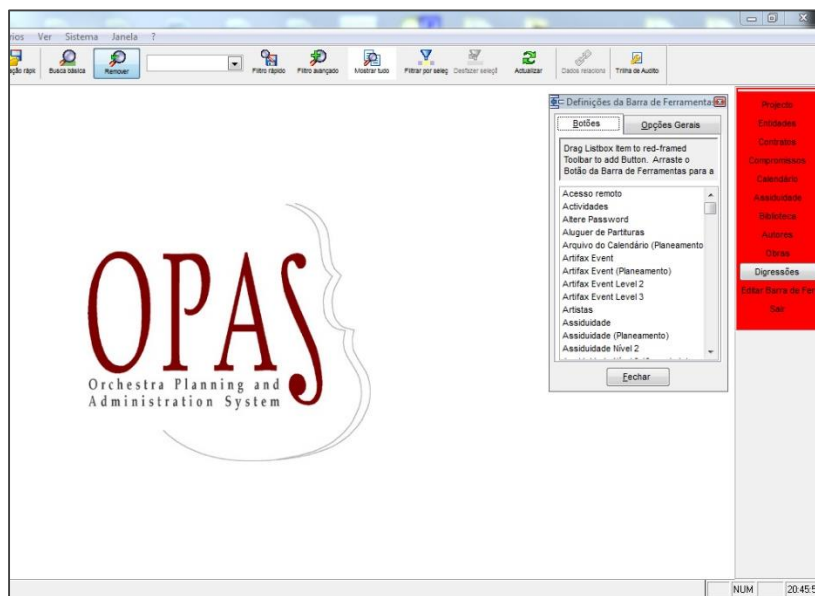 Ver Sistema Janela ?
Busca básica Remover Filtro rápido Filtro avançado Mostrar tudo Filtrar por seleç Desfazer seleçã Actualizar Dados relaciona Trilha de Audito
Definições da Barra de Ferramentas
Botões Opções Gerais
Drag Listbox Item to red-framed
Toolbar to add Button. Arraste o
Botão da Barra de Ferramentas para a
Acesso remoto
Actividades
Altere Password
Aluguer de Partituras
Arquivo do Calendário (Planeamento
Artifax Event
Artifax Event (Planeamento)
Artifax Event Level 2
Artifax Event Level 3
Artistas
Assiduidade
Assiduidade (Planeamento)
Assiduidade Nível 2
Fechar
Projecto
Entidades
Contratos
Compromissos
Calendário
Assiduidade
Biblioteca
Autores
Obras
Digressões
Editar Barra de Fer
Sair
OPAS
Orchestra Planning and
Administration System
NUM 20:45:5